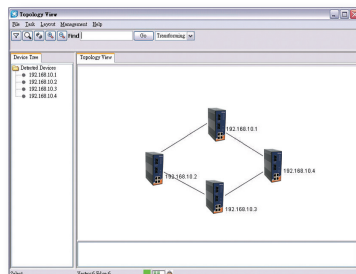 Topology View
File Task Layout Management Help
Find Go Transforming
Device Tree
Topology View
Detected Devices
192.168.10.1
192.168.10.2
192.168.10.3
192.168.10.4
192.168.10.1
192.168.10.4
192.168.10.2
192.168.10.3